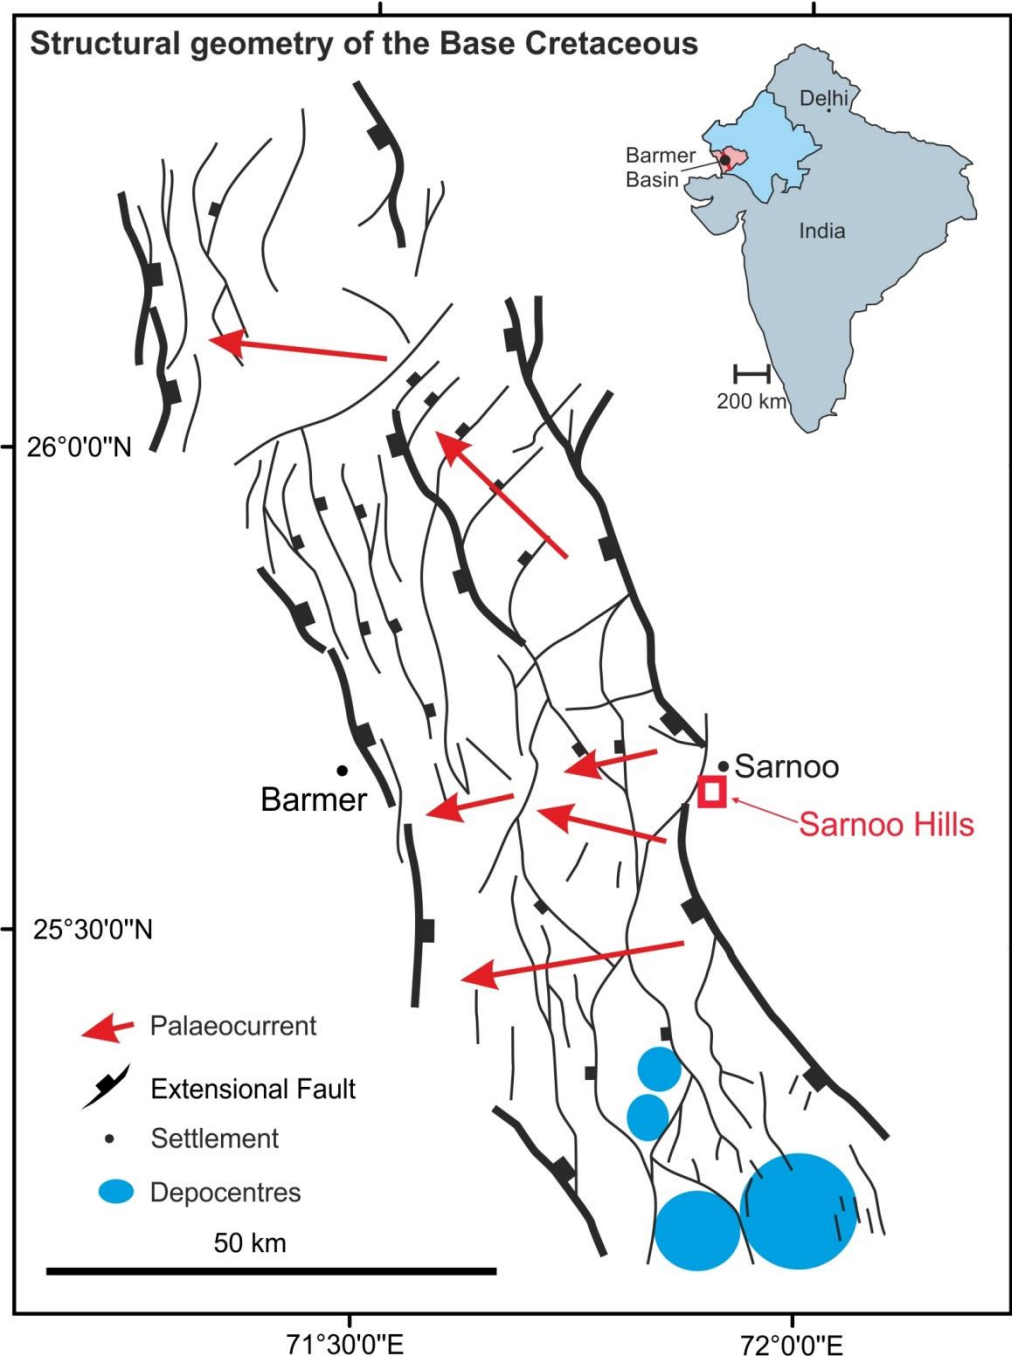 Structural geometry of the Base Cretaceous
Delhi
Barmer
Basin
India
200 km
26°0'0"N
Sarnoo
Barmer
Sarnoo Hills
25°30'0"N
Palaeocurrent
Extensional Fault
Settlement
Depocentres
50 km
71°30'0"E
72°0'0"E